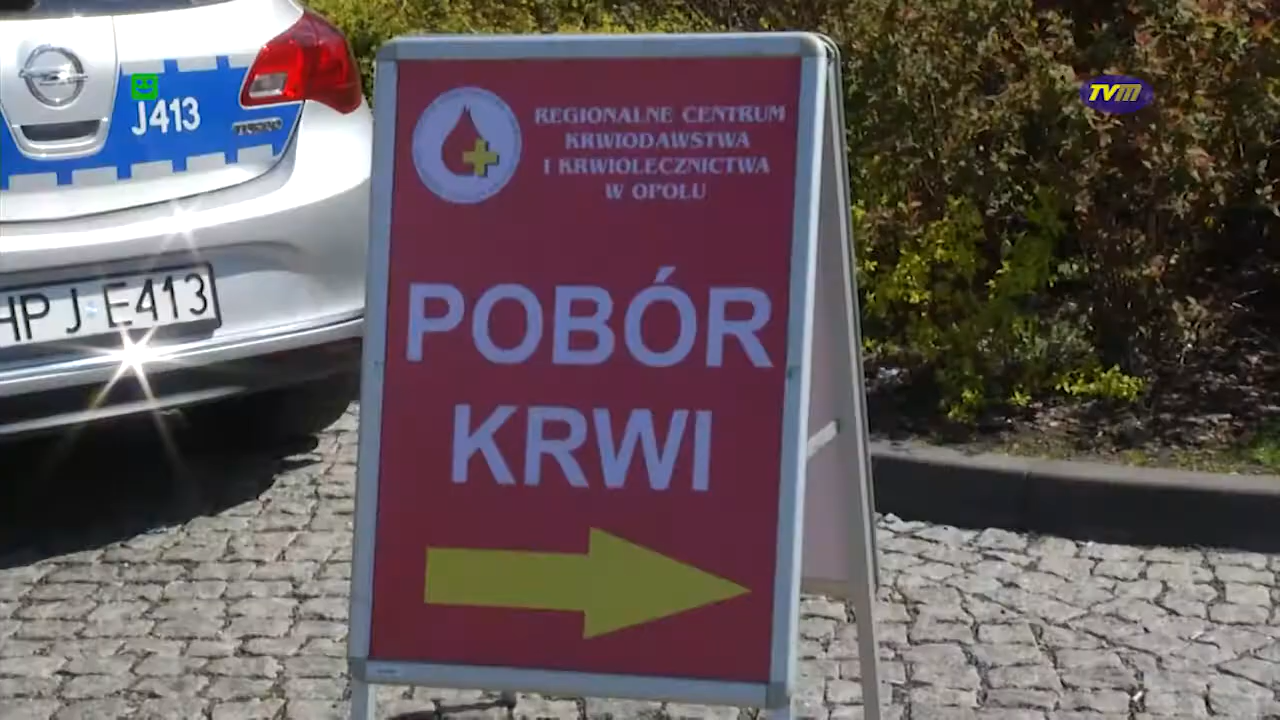 J413
HP J E413
REGIONALNE CENTRUM
KRWIODAWSTWA
I KRWIOLECZNICTWA
W OPOLU
POBÓR
KRWI
TVM